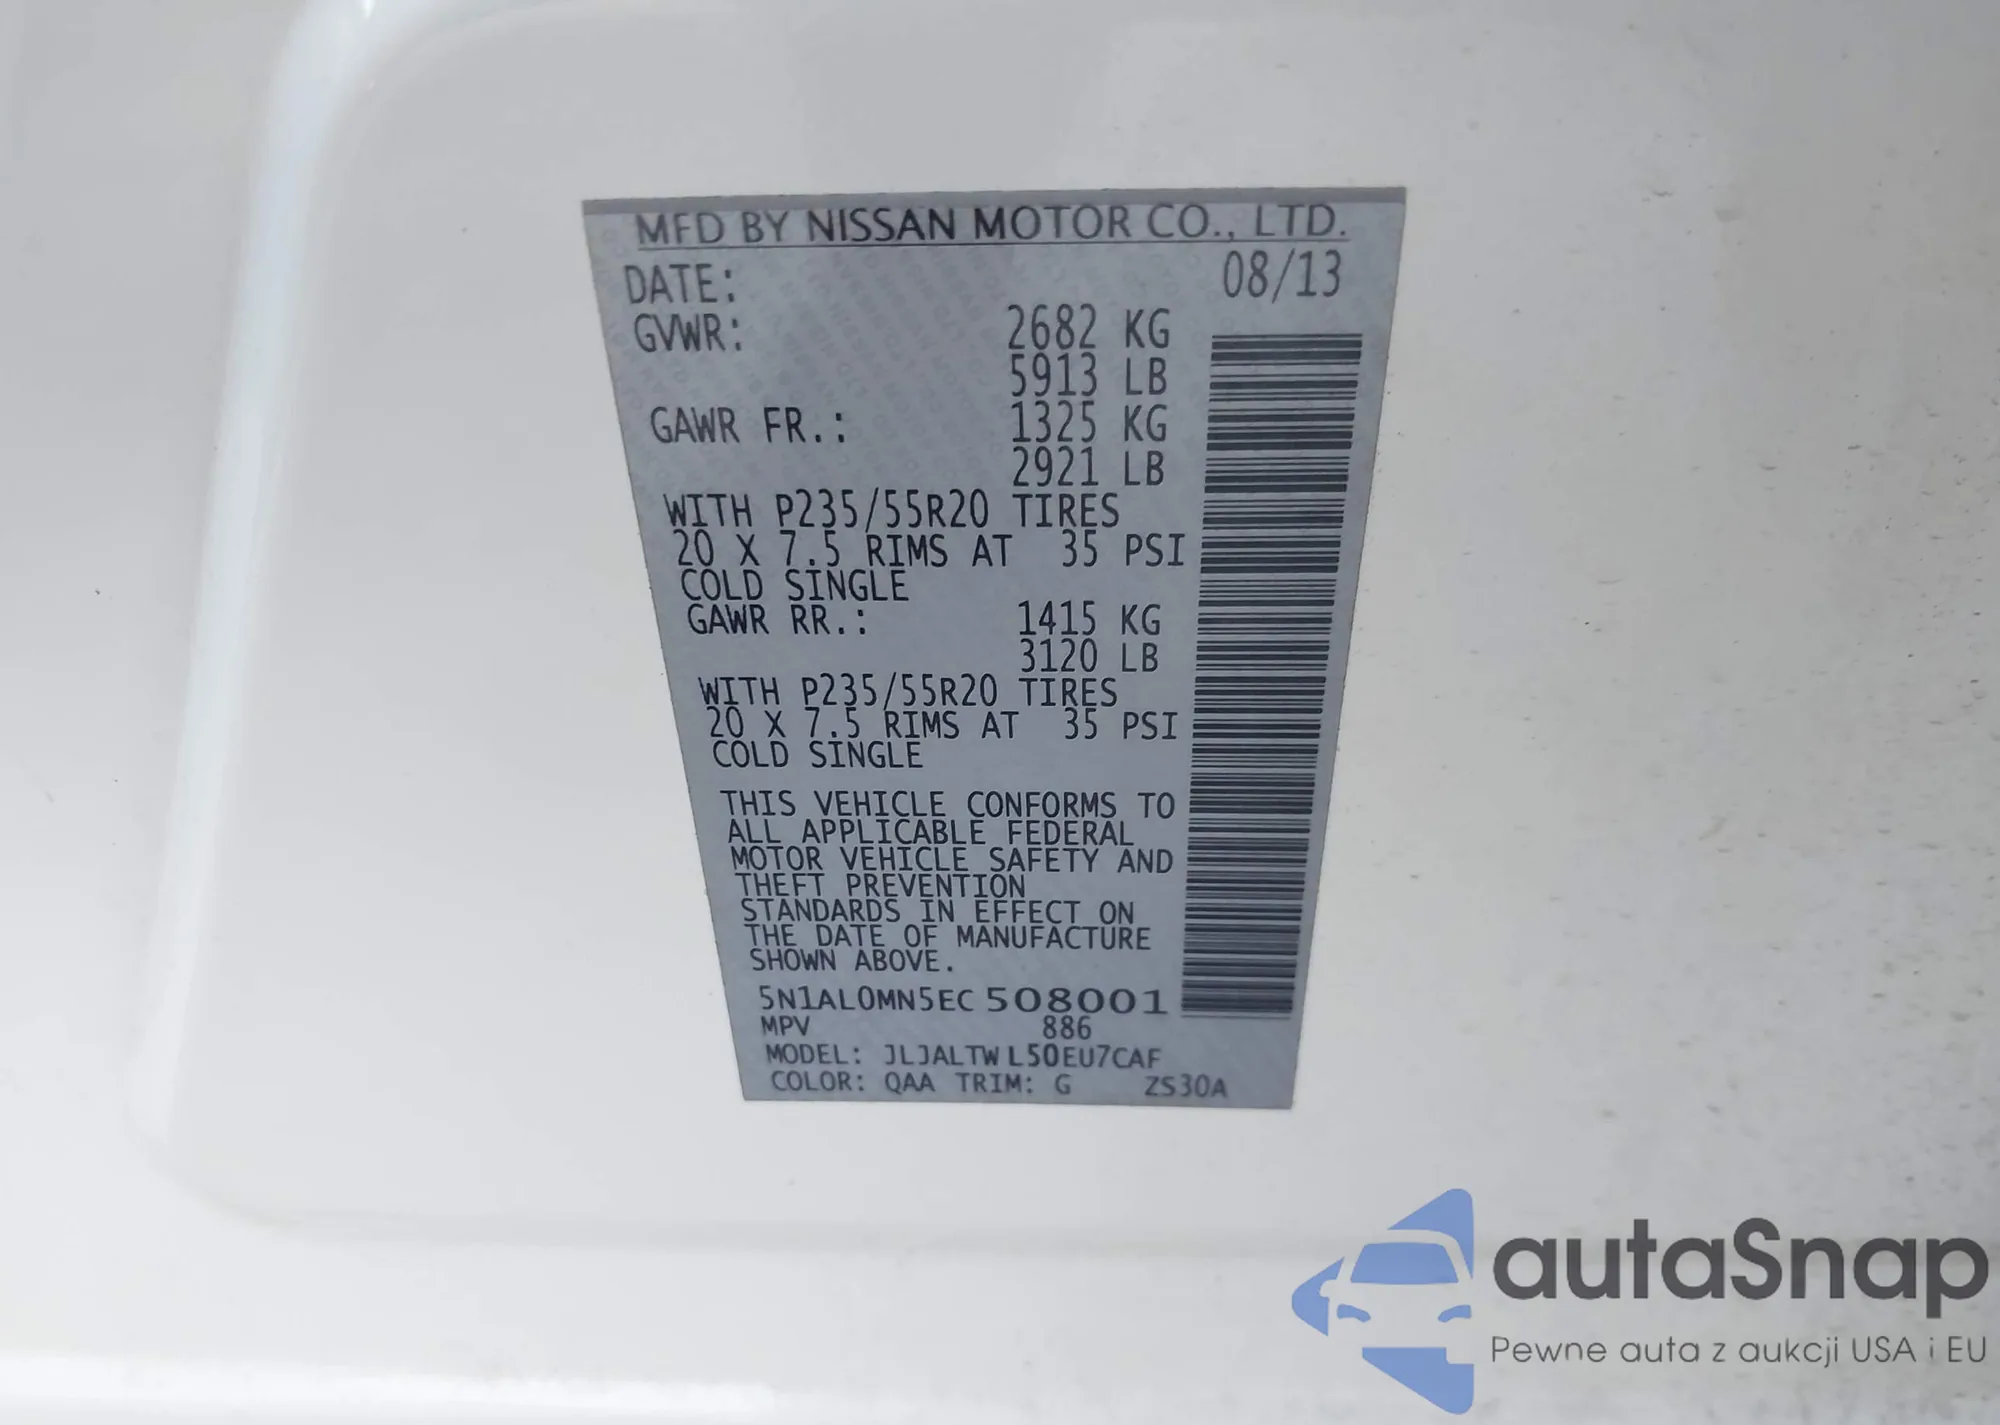 MFD BY NISSAN MOTOR CO., LTD.
DATE: 08/13
GVWR: 2682 KG
5913 LB
GAWR FR.: 1325 KG
2921 LB
WITH P235/55R20 TIRES
20 X 7.5 RIMS AT 35 PSI
COLD SINGLE
GAWR RR.: 1415 KG
3120 LB
WITH P235/55R20 TIRES
20 X 7.5 RIMS AT 35 PSI
COLD SINGLE
THIS VEHICLE CONFORMS TO
ALL APPLICABLE FEDERAL
MOTOR VEHICLE SAFETY AND
THEFT PREVENTION
STANDARDS IN EFFECT ON
THE DATE OF MANUFACTURE
SHOWN ABOVE.
5N1AL0MN5EC 508001
MPV 886
MODEL: JLJALTW L50EU7CAF
COLOR: QAA TRIM: G ZS30A
autaSnap
Pewne auta z aukcji USA i EU